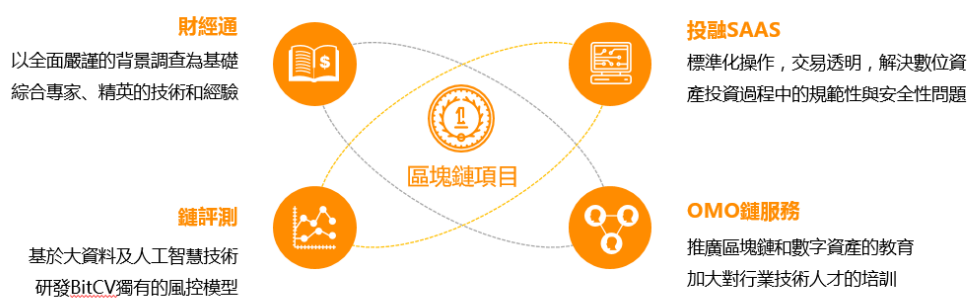 財經通
以全面嚴謹的背景調查為基礎
綜合專家、精英的技術和經驗
投融SAAS
標準化操作，交易透明，解決數位資
產投資過程中的規範性與安全性問題
$
1
區塊鏈項目
鏈評測
基於大資料及人工智慧技術
研發BitCV獨有的風控模型
OMO鏈服務
推廣區塊鏈和數字資產的教育
加大對行業技術人才的培訓